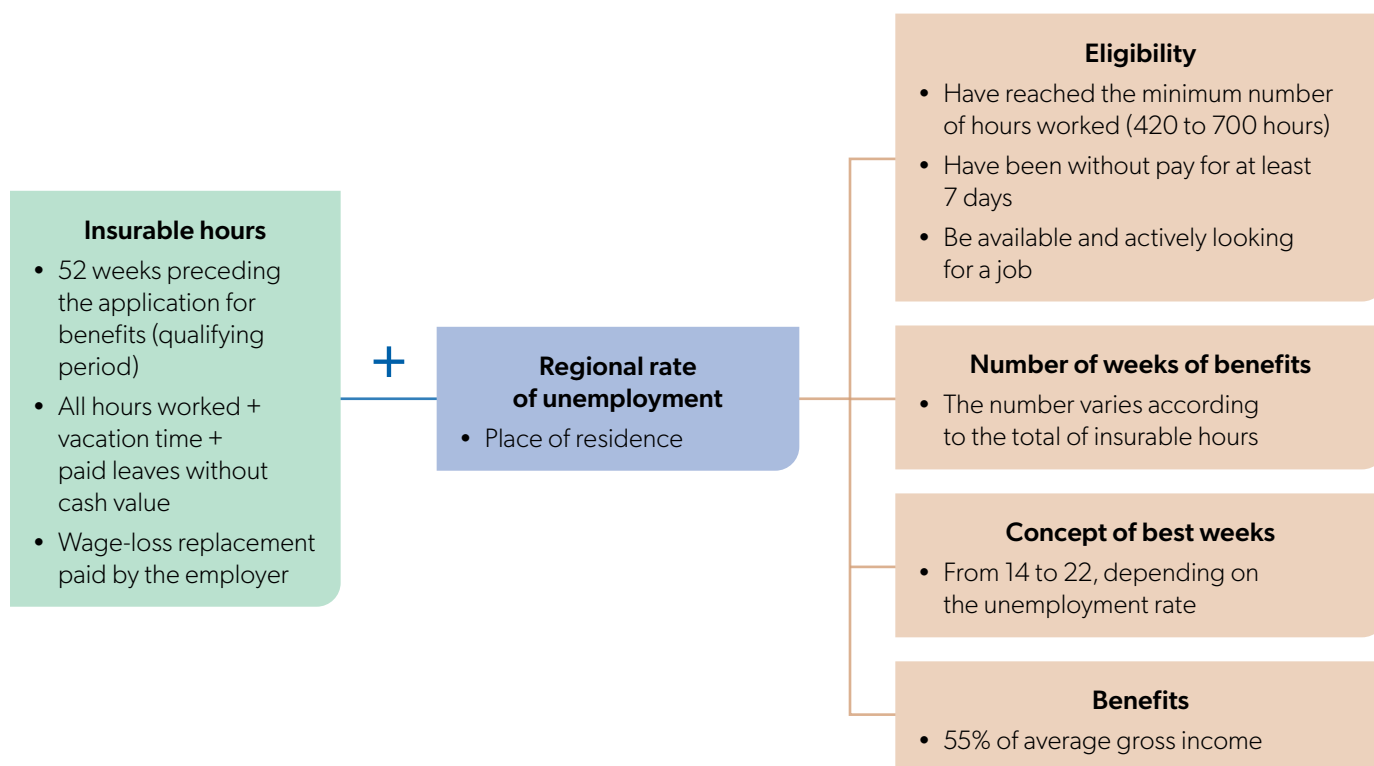 Insurable hours
• 52 weeks preceding
the application for
benefits (qualifying
period)
• All hours worked +
vacation time +
paid leaves without
cash value
• Wage-loss replacement
paid by the employer
+
Regional rate
of unemployment
• Place of residence
Eligibility
• Have reached the minimum number
of hours worked (420 to 700 hours)
• Have been without pay for at least
7 days
• Be available and actively looking
for a job
Number of weeks of benefits
• The number varies according
to the total of insurable hours
Concept of best weeks
• From 14 to 22, depending on
the unemployment rate
Benefits
• 55% of average gross income